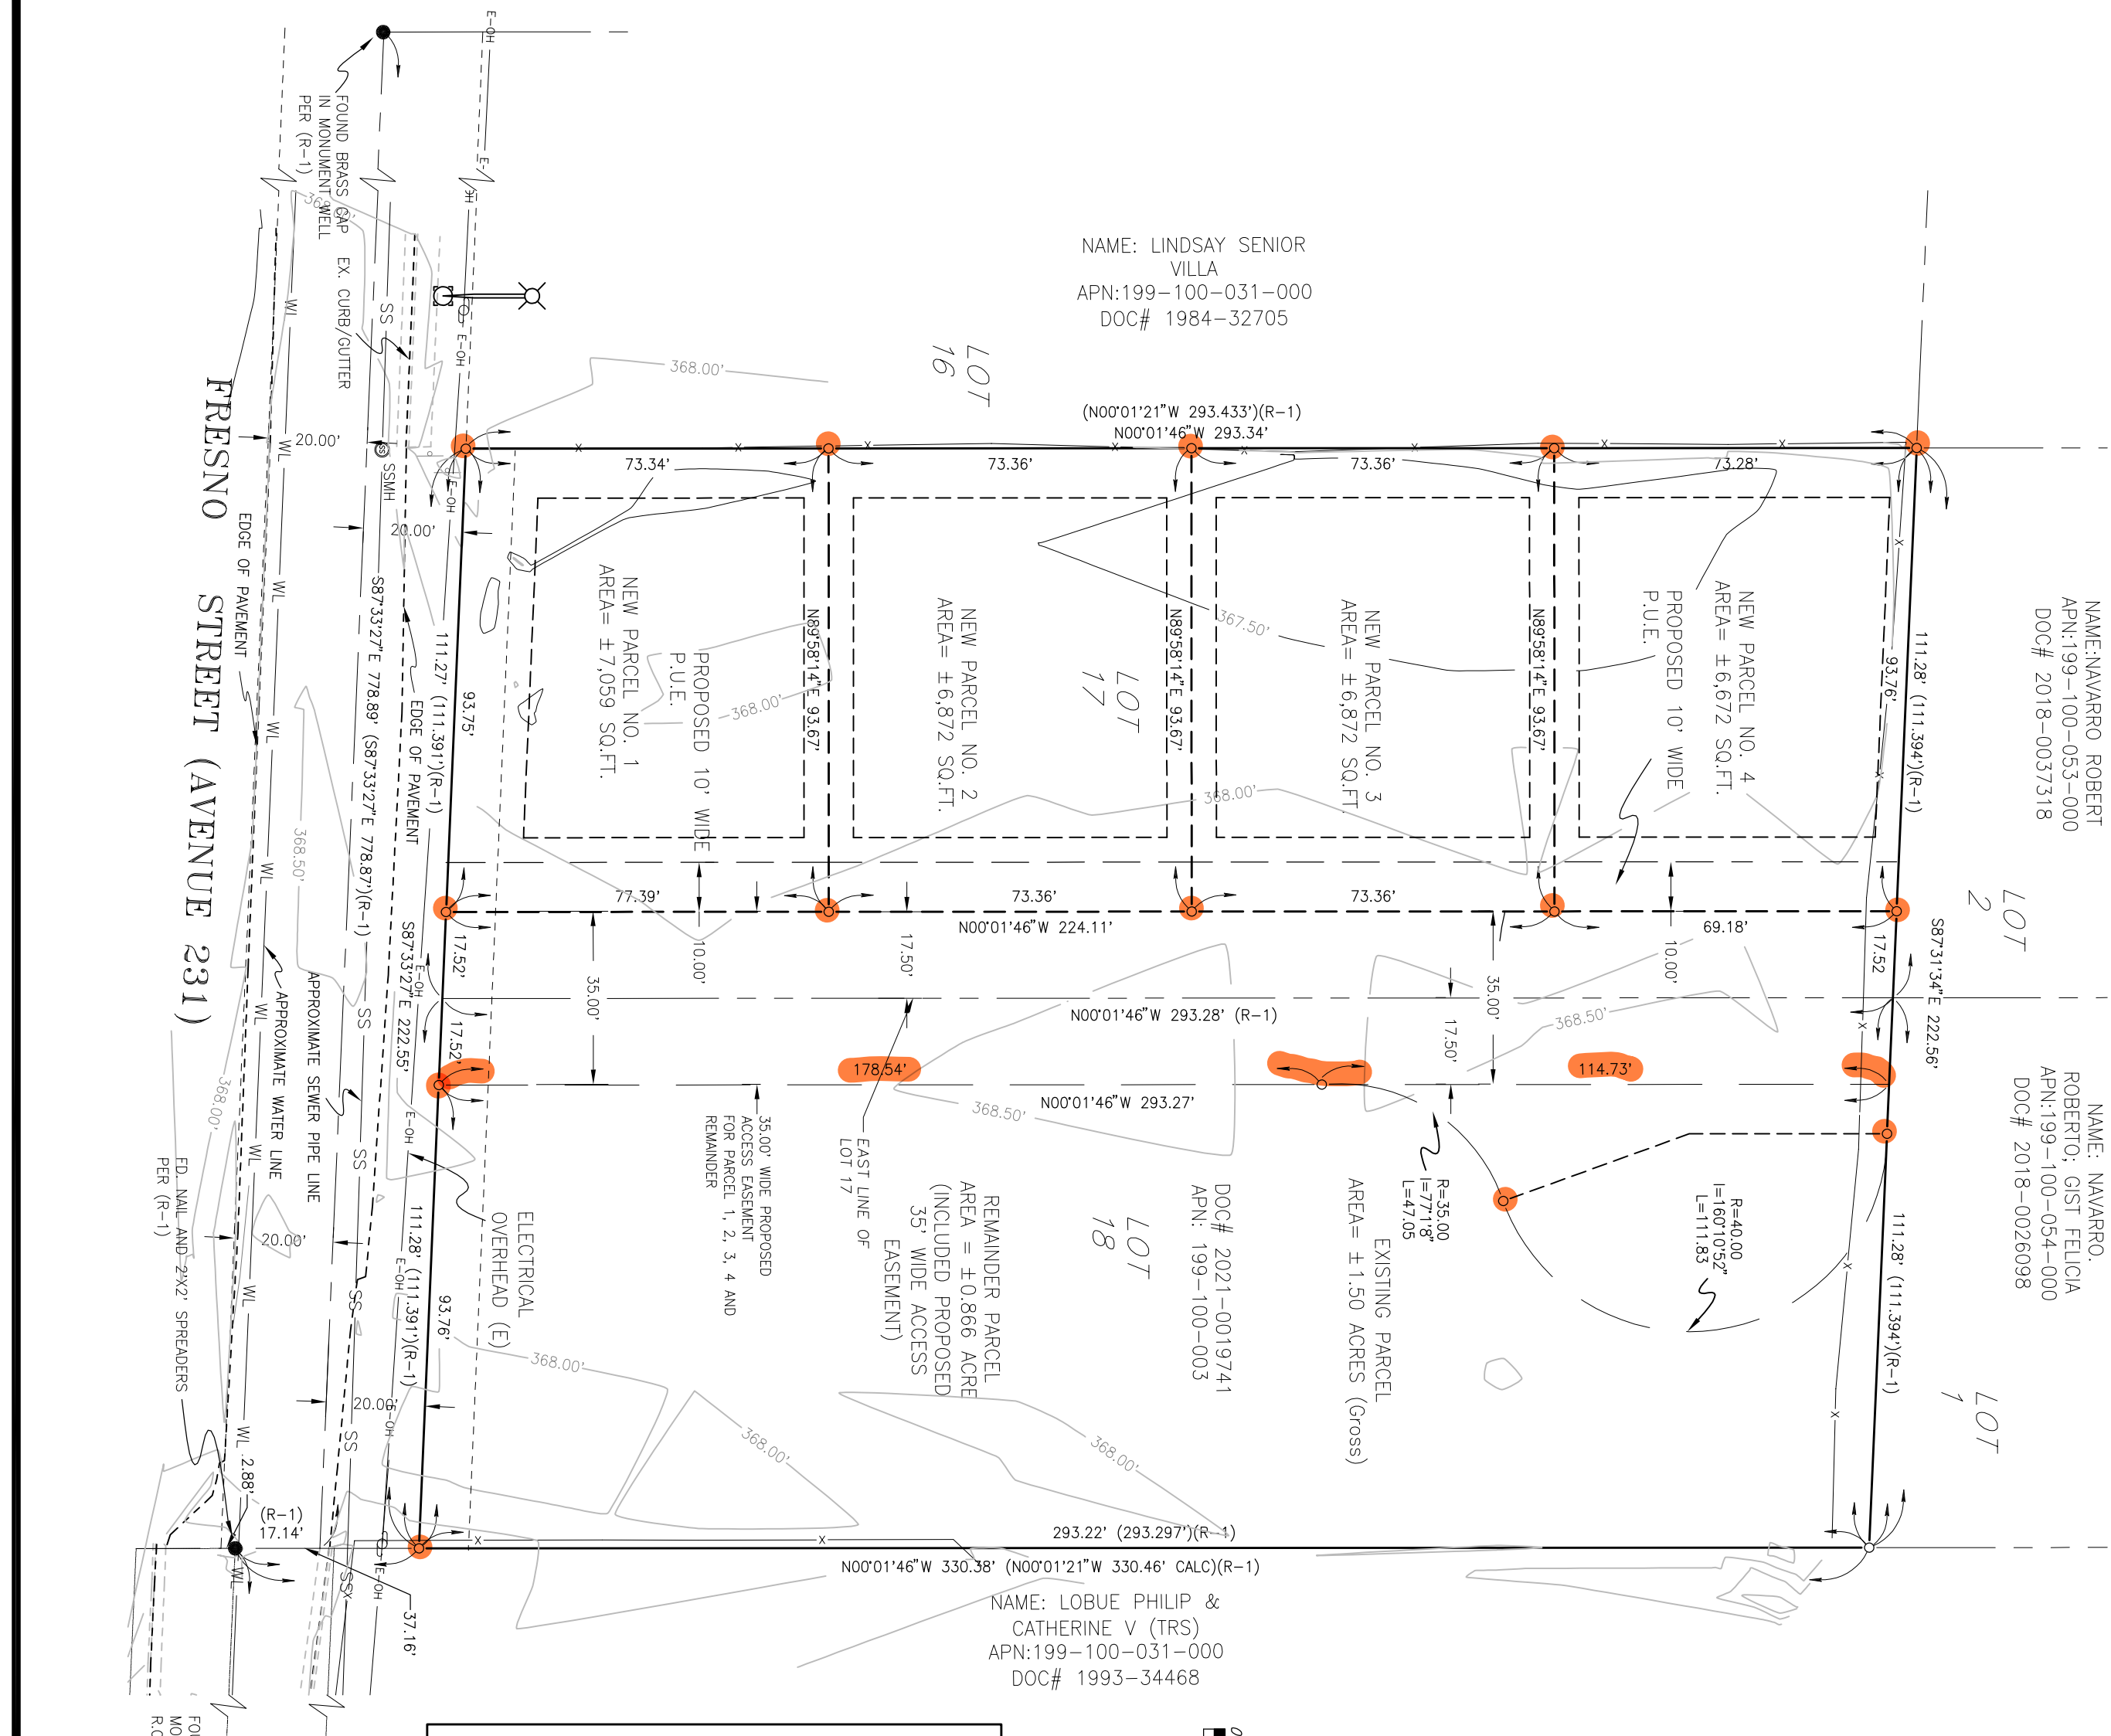 E-OH
FOUND BRASS CAP
IN MONUMENT WELL
PER (R-1)
EX. CURB/GUTTER
NAME: LINDSAY SENIOR
VILLA
APN:199-100-031-000
DOC# 1984-32705
LOT
16
368.00'
(N00°01'21"W 293.433')(R-1)
N00°01'46"W 293.34'
73.34'
73.36'
73.36'
73.28'
20.00'
SSMH
20.00'
FRESNO STREET (AVENUE 231)
EDGE OF PAVEMENT
S87°33'27"E 778.89' (S87°33'27"E 778.87')(R-1)
EDGE OF PAVEMENT
111.27' (111.391')(R-1)
93.75'
NEW PARCEL NO. 1
AREA= ±7,059 SQ.FT.
PROPOSED 10' WIDE
P.U.E.
368.00'
N89°58'14"E 93.67'
NEW PARCEL NO. 2
AREA= ±6,872 SQ.FT.
LOT
17
N89°58'14"E 93.67'
367.50'
NEW PARCEL NO. 3
AREA= ±6,872 SQ.FT.
N89°58'14"E 93.67'
NEW PARCEL NO. 4
AREA= ±6,672 SQ.FT.
PROPOSED 10' WIDE
P.U.E.
93.76'
111.28' (111.394')(R-1)
NAME:NAVARRO ROBERT
APN:199-100-053-000
DOC# 2018-0037318
368.00'
368.50'
77.39'
73.36'
73.36'
69.18'
N00°01'46"W 224.11'
17.52'
10.00'
17.50'
35.00'
35.00'
10.00'
17.52
LOT
2
S87°31'34"E 222.56'
S87°33'27"E 222.55'
17.52'
35.00'
N00°01'46"W 293.28' (R-1)
17.50'
368.50'
178.54'
114.73'
N00°01'46"W 293.27'
368.50'
APPROXIMATE SEWER PIPE LINE
APPROXIMATE WATER LINE
368.00'
35.00' WIDE PROPOSED
ACCESS EASEMENT
FOR PARCEL 1, 2, 3, 4 AND
REMAINDER
EAST LINE OF
LOT 17
REMAINDER PARCEL
AREA = ±0.866 ACRE
(INCLUDED PROPOSED
35' WIDE ACCESS
EASEMENT)
LOT
18
DOC# 2021-0019741
APN: 199-100-003
EXISTING PARCEL
AREA= ±1.50 ACRES (Gross)
R=35.00
I=77°1'8"
L=47.05
R=40.00
I=160°10'52"
L=111.83
NAME: NAVARRO.
ROBERTO; GIST FELICIA
APN:199-100-054-000
DOC# 2018-0026098
111.28' (111.394')(R-1)
LOT
1
ELECTRICAL
OVERHEAD (E)
111.28' (111.391')(R-1)
93.76'
FD. NAIL AND 2'X2' SPREADERS
PER (R-1)
20.00'
20.00'
368.00'
368.00'
368.00'
2.88'
(R-1)
17.14'
37.16'
293.22' (293.297')(R-1)
N00°01'46"W 330.38' (N00°01'21"W 330.46' CALC)(R-1)
NAME: LOBUE PHILIP &
CATHERINE V (TRS)
APN:199-100-031-000
DOC# 1993-34468